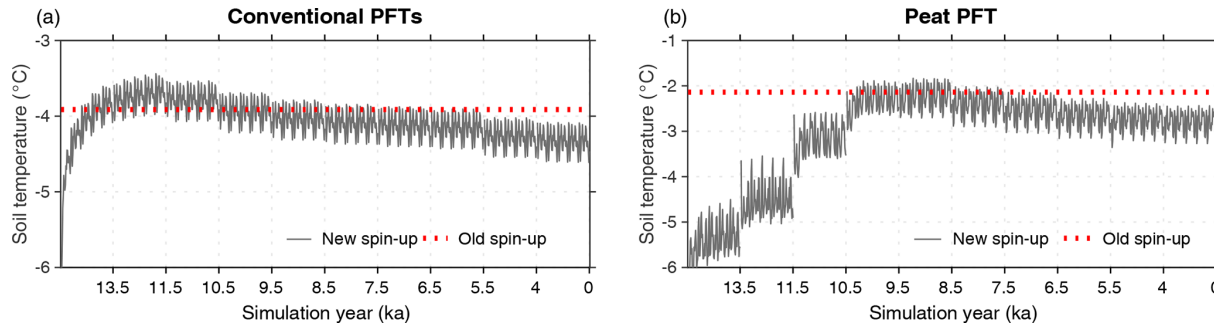 (a) Conventional PFTs
-3
-4
-5
-6
Soil temperature (°C)
New spin-up Old spin-up
13.5 11.5 10.5 9.5 8.5 7.5 6.5 5.5 4 0
Simulation year (ka)
(b) Peat PFT
-1
-2
-3
-4
-5
-6
Soil temperature (°C)
New spin-up Old spin-up
13.5 11.5 10.5 9.5 8.5 7.5 6.5 5.5 4 0
Simulation year (ka)